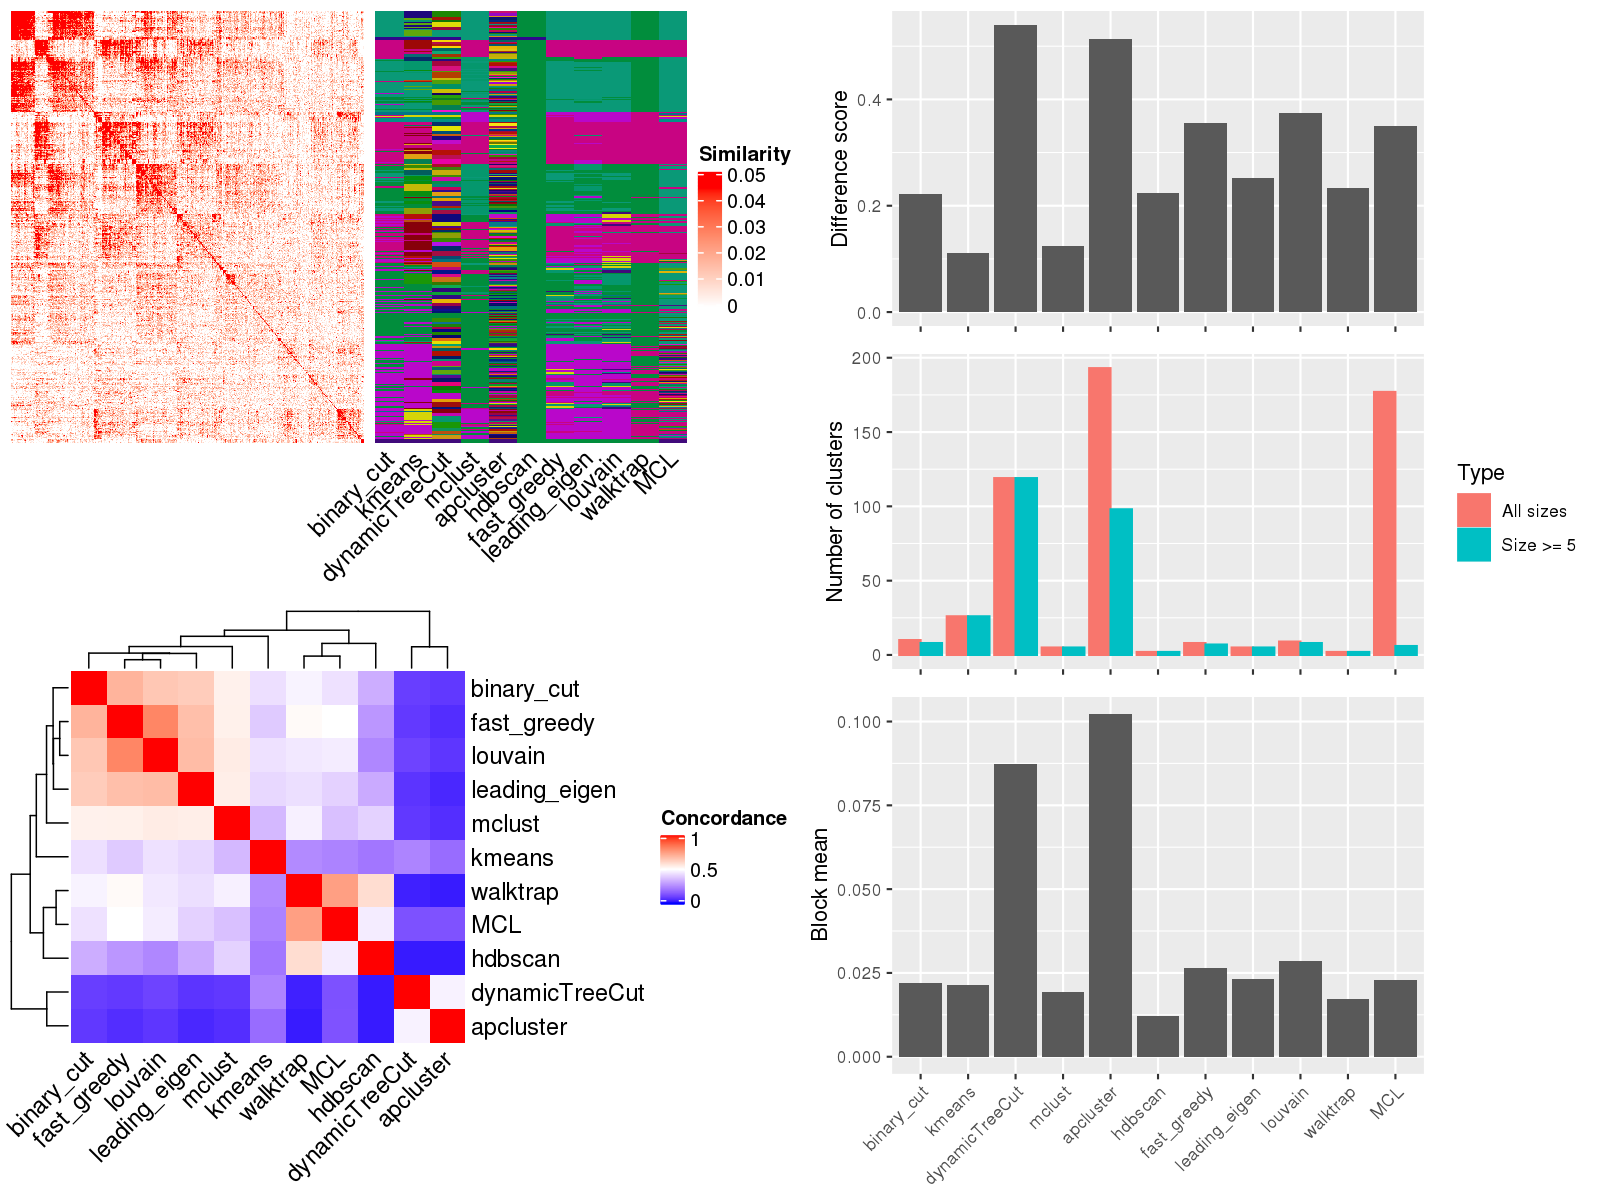 Similarity
0.05
0.04
0.03
0.02
0.01
0
binary_cut
kmeans
dynamicTreeCut
mclust
apcluster
hdbscan
fast_greedy
leading_eigen
louvain
walktrap
MCL
binary_cut
fast_greedy
louvain
leading_eigen
mclust
kmeans
walktrap
MCL
hdbscan
dynamicTreeCut
apcluster
Concordance
1
0.5
0
binary_cut
fast_greedy
louvain
leading_eigen
mclust
kmeans
walktrap
MCL
hdbscan
dynamicTreeCut
apcluster
Difference score
0.4
0.2
0.0
Number of clusters
200
150
100
50
0
Type
All sizes
Size >= 5
Block mean
0.100
0.075
0.050
0.025
0.000
binary_cut
kmeans
dynamicTreeCut
mclust
apcluster
hdbscan
fast_greedy
leading_eigen
louvain
walktrap
MCL